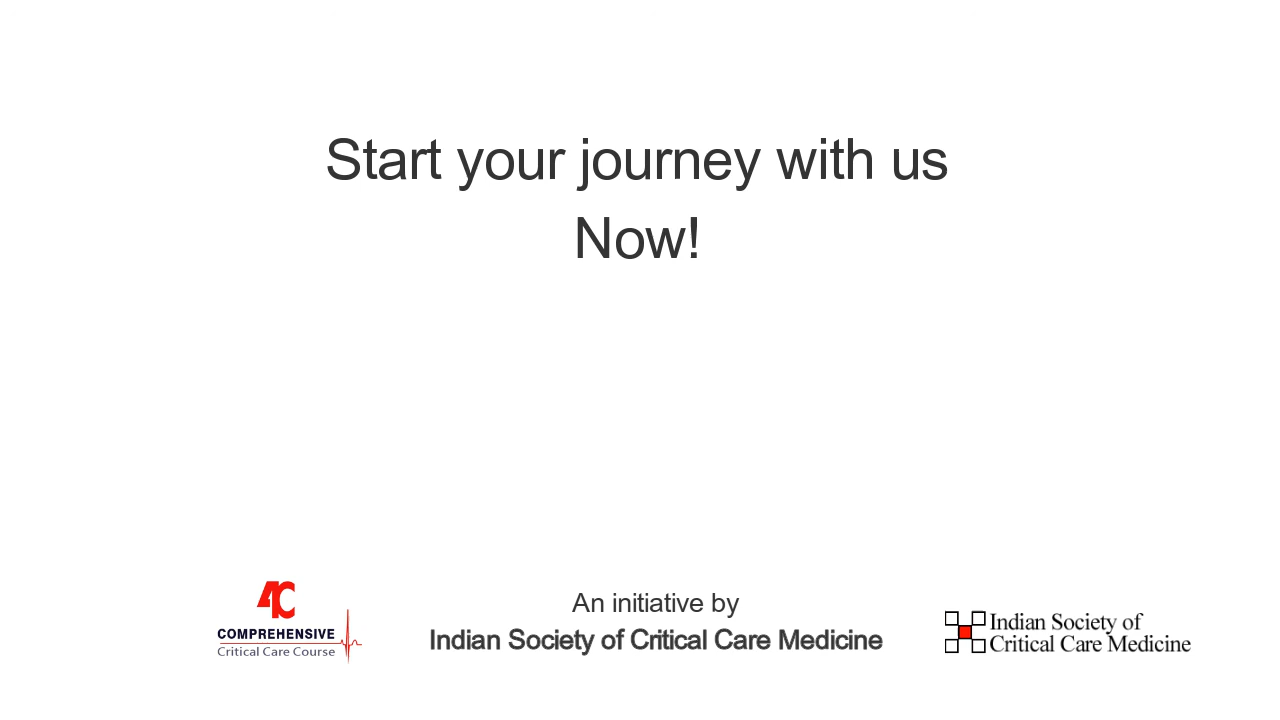 Start your journey with us
Now!
4C
COMPREHENSIVE
Critical Care Course
An initiative by
Indian Society of Critical Care Medicine
Indian Society of
Critical Care Medicine